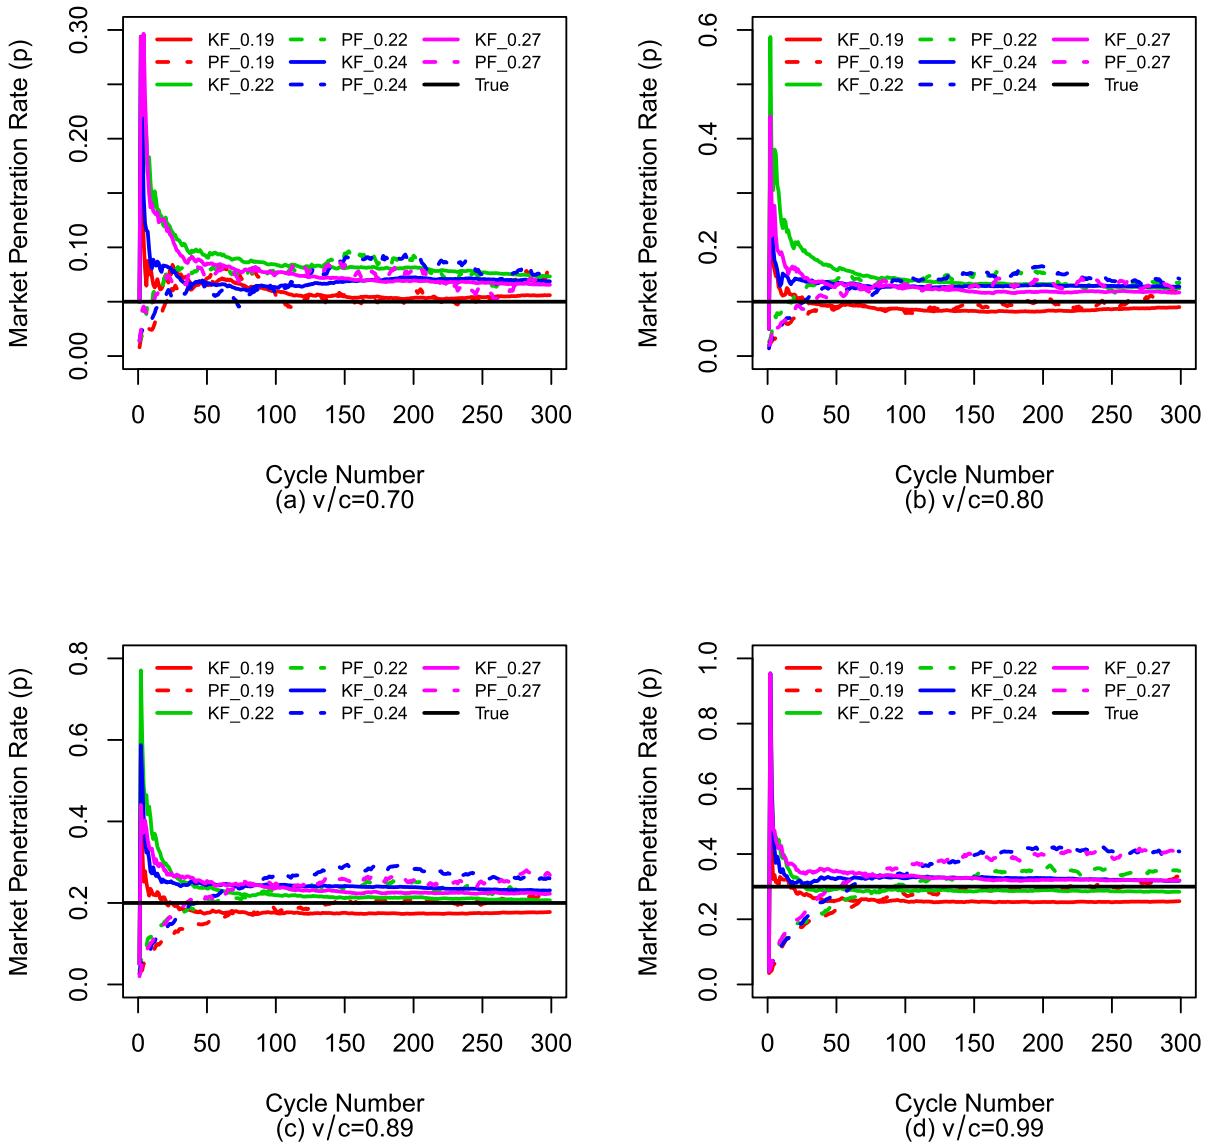 Market Penetration Rate (p)
0.30
0.20
0.10
0.00
KF_0.19 PF_0.22 KF_0.27
PF_0.19 KF_0.24 PF_0.27
KF_0.22 PF_0.24 True
0 50 100 150 200 250 300
Cycle Number
(a) v/c=0.70
Market Penetration Rate (p)
0.6
0.4
0.2
0.0
KF_0.19 PF_0.22 KF_0.27
PF_0.19 KF_0.24 PF_0.27
KF_0.22 PF_0.24 True
0 50 100 150 200 250 300
Cycle Number
(b) v/c=0.80
Market Penetration Rate (p)
0.8
0.6
0.4
0.2
0.0
KF_0.19 PF_0.22 KF_0.27
PF_0.19 KF_0.24 PF_0.27
KF_0.22 PF_0.24 True
0 50 100 150 200 250 300
Cycle Number
(c) v/c=0.89
Market Penetration Rate (p)
1.0
0.8
0.6
0.4
0.2
0.0
KF_0.19 PF_0.22 KF_0.27
PF_0.19 KF_0.24 PF_0.27
KF_0.22 PF_0.24 True
0 50 100 150 200 250 300
Cycle Number
(d) v/c=0.99